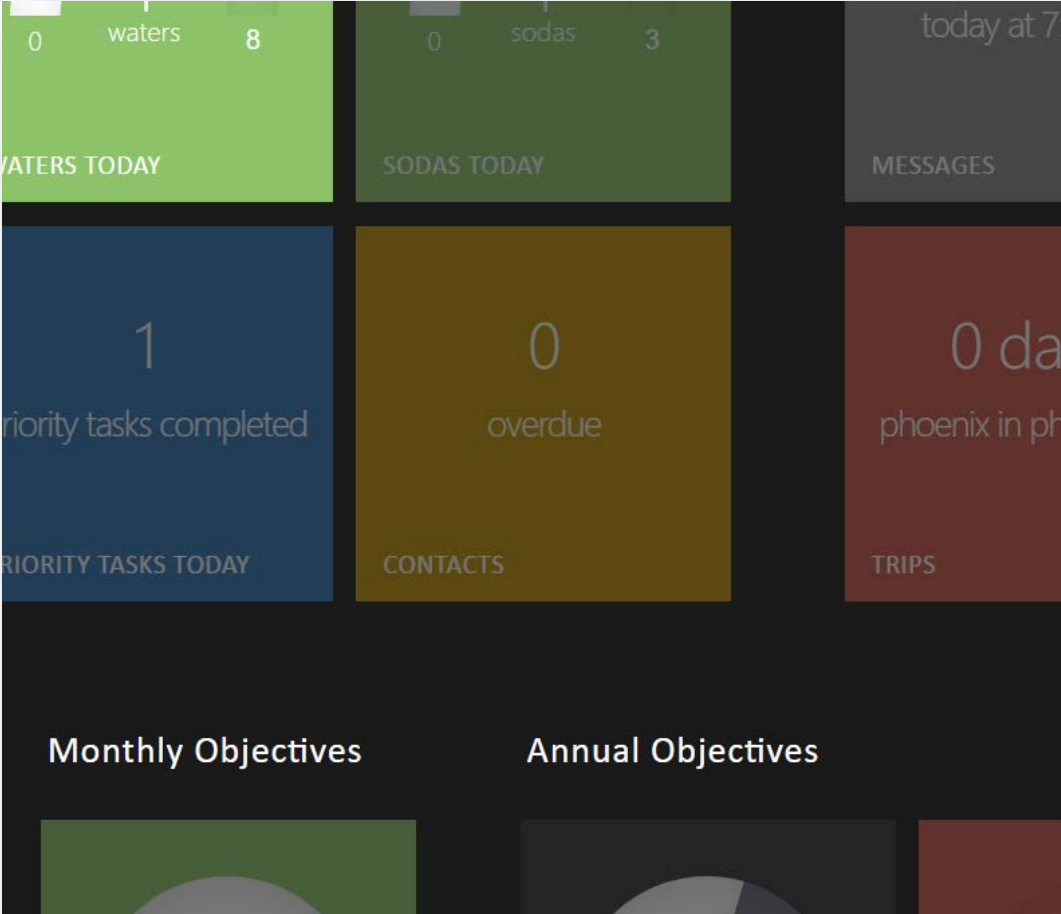 0 waters 8
0 sodas 3
today at 7
WATERS TODAY
SODAS TODAY
MESSAGES
1
0
0 da
riority tasks completed
overdue
phoenix in ph
RIORITY TASKS TODAY
CONTACTS
TRIPS
Monthly Objectives
Annual Objectives